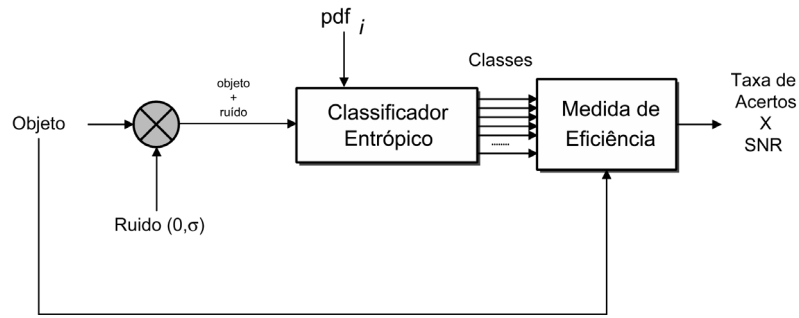 pdf i
Classes
objeto
+
ruído
Objeto
Classificador
Entrópico
........
Medida de
Eficiência
Taxa de
Acertos
X
SNR
Ruido (0,σ)